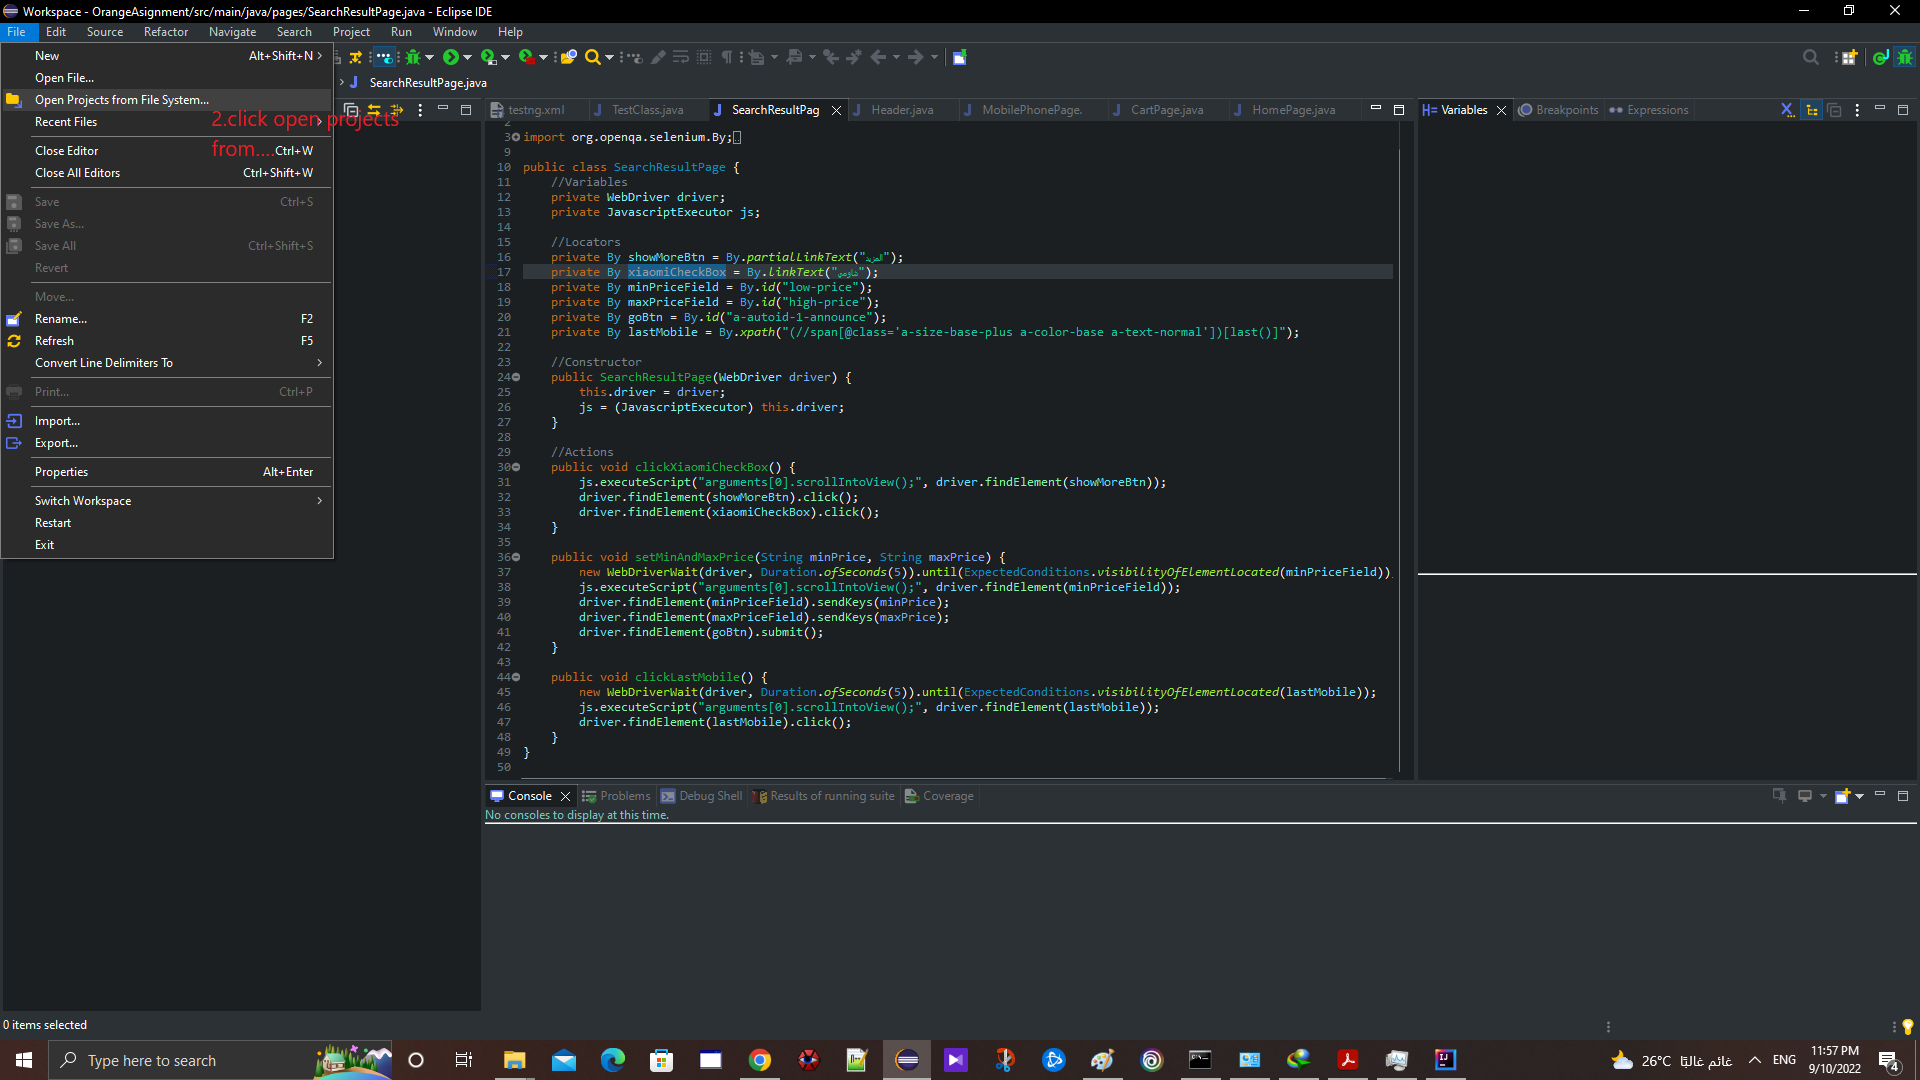 Workspace - OrangeAsignment/src/main/java/pages/SearchResultPage.java - Eclipse IDE
File Edit Source Refactor Navigate Search Project Run Window Help
New Alt+Shift+N
Open File...
Open Projects from File System...
Recent Files
2.click open projects
from....
Close Editor Ctrl+W
Close All Editors Ctrl+Shift+W
Save Ctrl+S
Save As...
Save All Ctrl+Shift+S
Revert
Move...
Rename... F2
Refresh F5
Convert Line Delimiters To
Print... Ctrl+P
Import...
Export...
Properties Alt+Enter
Switch Workspace
Restart
Exit
SearchResultPage.java
testng.xml TestClass.java SearchResultPag Header.java MobilePhonePage. CartPage.java HomePage.java
2
3 import org.openqa.selenium.By;
9
10 public class SearchResultPage {
11 //Variables
12 private WebDriver driver;
13 private JavascriptExecutor js;
14
15 //Locators
16 private By showMoreBtn = By.partialLinkText("المزيد");
17 private By xiaomiCheckBox = By.linkText("شاومي");
18 private By minPriceField = By.id("low-price");
19 private By maxPriceField = By.id("high-price");
20 private By goBtn = By.id("a-autoid-1-announce");
21 private By lastMobile = By.xpath("(//span[@class='a-size-base-plus a-color-base a-text-normal'])[last()]");
22
23 //Constructor
24 public SearchResultPage(WebDriver driver) {
25 this.driver = driver;
26 js = (JavascriptExecutor) this.driver;
27 }
28
29 //Actions
30 public void clickXiaomiCheckBox() {
31 js.executeScript("arguments[0].scrollIntoView();", driver.findElement(showMoreBtn));
32 driver.findElement(showMoreBtn).click();
33 driver.findElement(xiaomiCheckBox).click();
34 }
35
36 public void setMinAndMaxPrice(String minPrice, String maxPrice) {
37 new WebDriverWait(driver, Duration.ofSeconds(5)).until(ExpectedConditions.visibilityOfElementLocated(minPriceField))
38 js.executeScript("arguments[0].scrollIntoView();", driver.findElement(minPriceField));
39 driver.findElement(minPriceField).sendKeys(minPrice);
40 driver.findElement(maxPriceField).sendKeys(maxPrice);
41 driver.findElement(goBtn).submit();
42 }
43
44 public void clickLastMobile() {
45 new WebDriverWait(driver, Duration.ofSeconds(5)).until(ExpectedConditions.visibilityOfElementLocated(lastMobile));
46 js.executeScript("arguments[0].scrollIntoView();", driver.findElement(lastMobile));
47 driver.findElement(lastMobile).click();
48 }
49 }
50
Variables Breakpoints Expressions
Console Problems Debug Shell Results of running suite Coverage
No consoles to display at this time.
0 items selected
Type here to search
26°C غائم غالبًا ENG
11:57 PM
9/10/2022
4